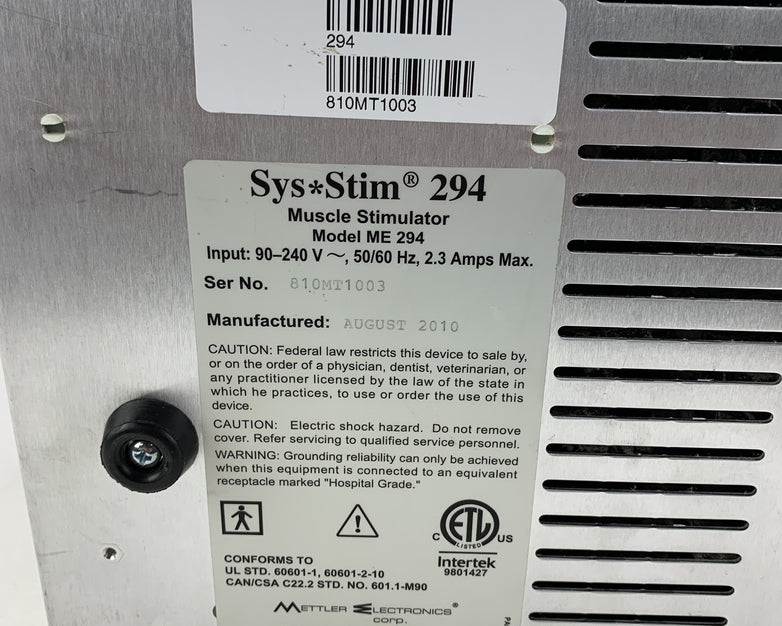 294
810MT1003
Sys*Stim® 294
Muscle Stimulator
Model ME 294
Input: 90–240 V ~, 50/60 Hz, 2.3 Amps Max.
Ser No. 810MT1003
Manufactured: AUGUST 2010
CAUTION: Federal law restricts this device to sale by,
or on the order of a physician, dentist, veterinarian, or
any practitioner licensed by the law of the state in
which he practices, to use or order the use of this
device.
CAUTION: Electric shock hazard. Do not remove
cover. Refer servicing to qualified service personnel.
WARNING: Grounding reliability can only be achieved
when this equipment is connected to an equivalent
receptacle marked "Hospital Grade."
ETL
LISTED
C US
Intertek
9801427
CONFORMS TO
UL STD. 60601-1, 60601-2-10
CAN/CSA C22.2 STD. NO. 601.1-M90
METTLER ELECTRONICS®
corp.